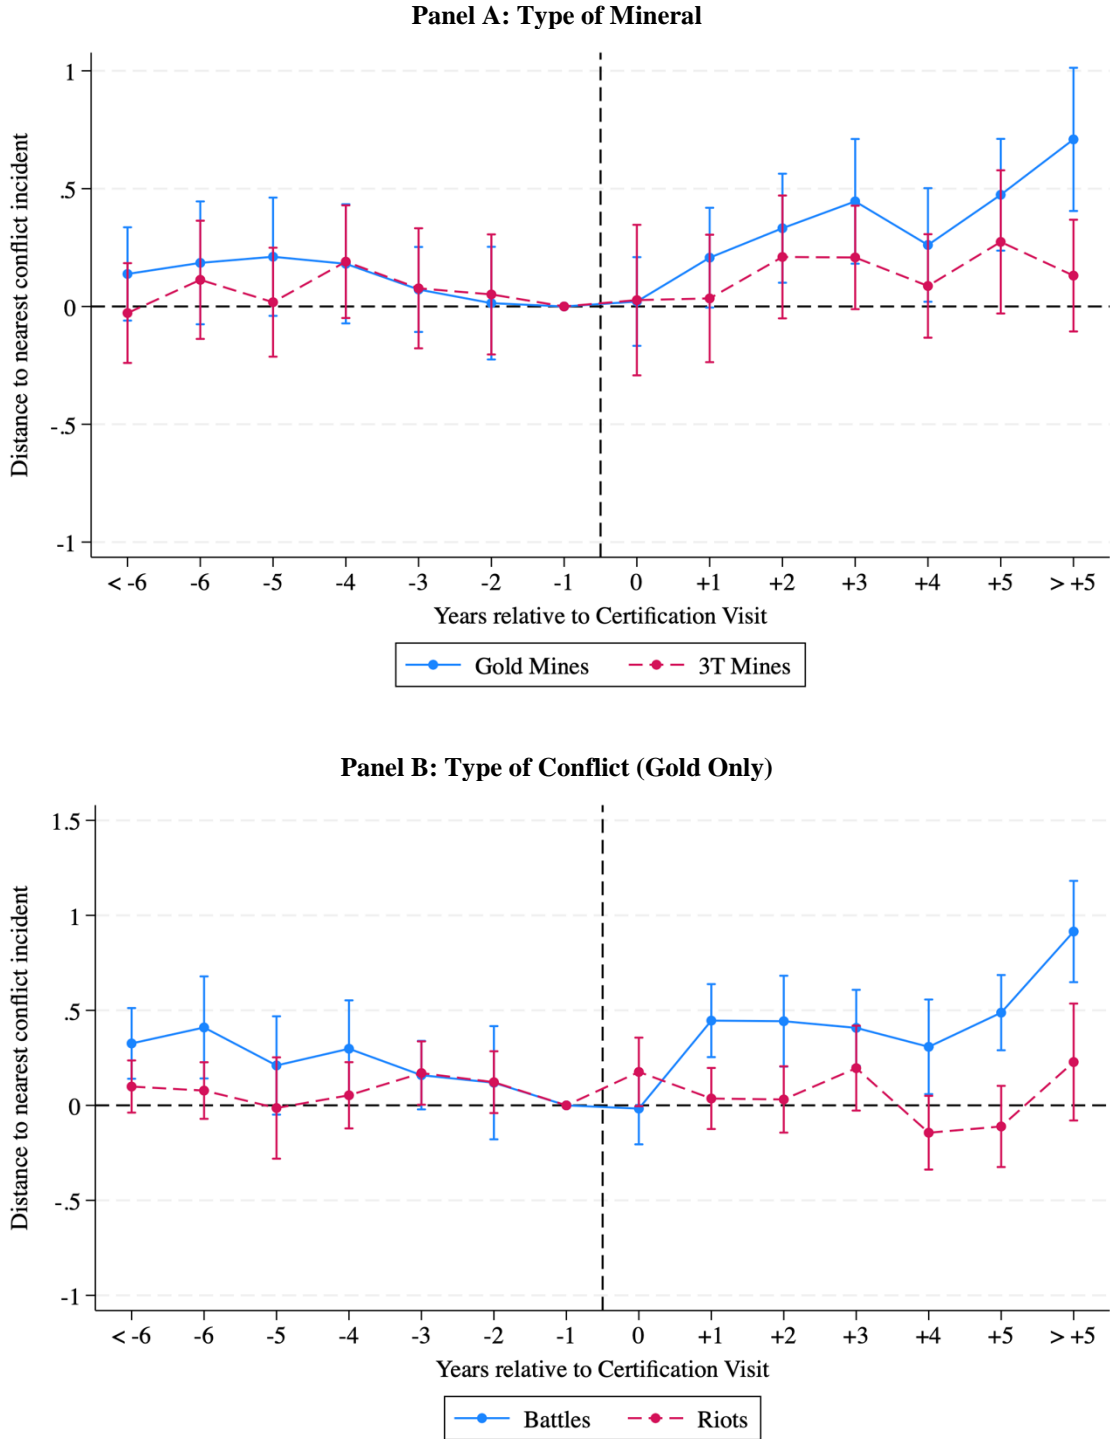 Panel A: Type of Mineral
Distance to nearest conflict incident
1
.5
0
-.5
-1
< -6 -6 -5 -4 -3 -2 -1 0 +1 +2 +3 +4 +5 > +5
Years relative to Certification Visit
Gold Mines 3T Mines
Panel B: Type of Conflict (Gold Only)
Distance to nearest conflict incident
1.5
1
.5
0
-.5
-1
< -6 -6 -5 -4 -3 -2 -1 0 +1 +2 +3 +4 +5 > +5
Years relative to Certification Visit
Battles Riots